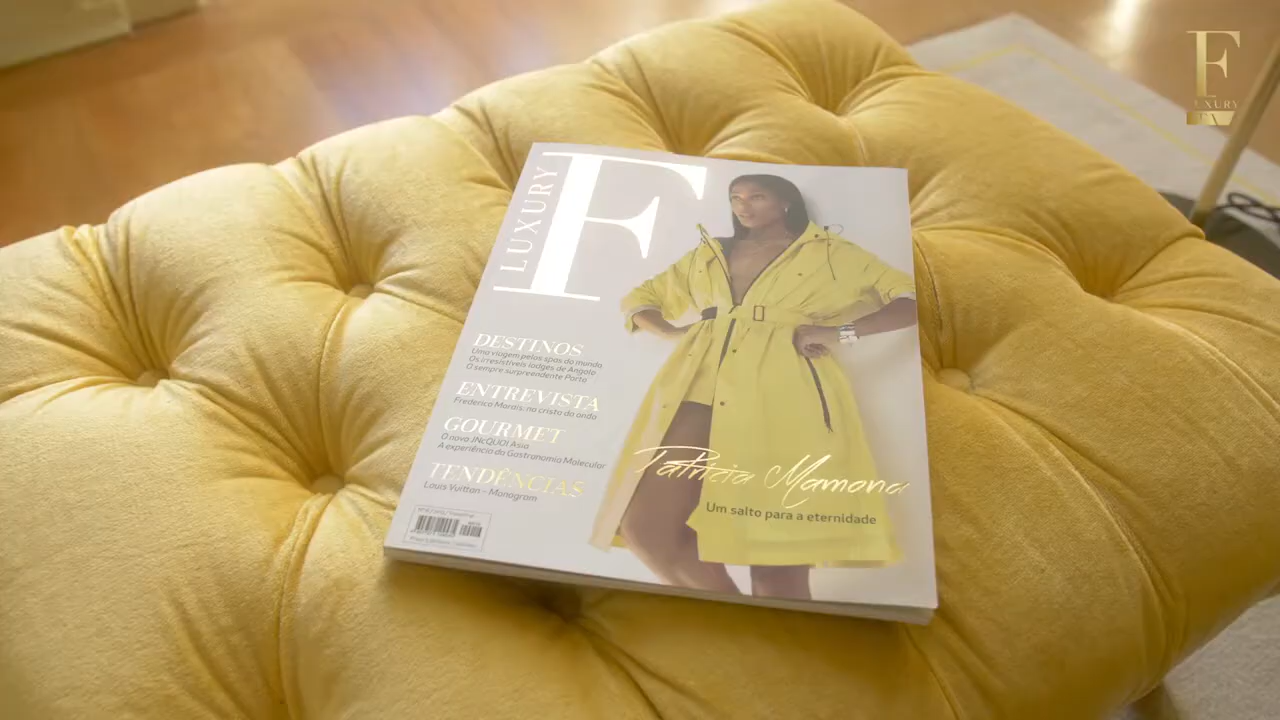 F
LUXURY
DESTINOS
Uma viagem pelos spas do mundo
Os irresistíveis lodges de Angola
O sempre surpreendente Porto
ENTREVISTA
Frederico Morais, na crista da onda
GOURMET
O novo JNcQUOI Asia
A experiência da Gastronomia Molecular
TENDÊNCIAS
Louis Vuitton – Monogram
Patrícia Mamona
Um salto para a eternidade
F
LUXURY